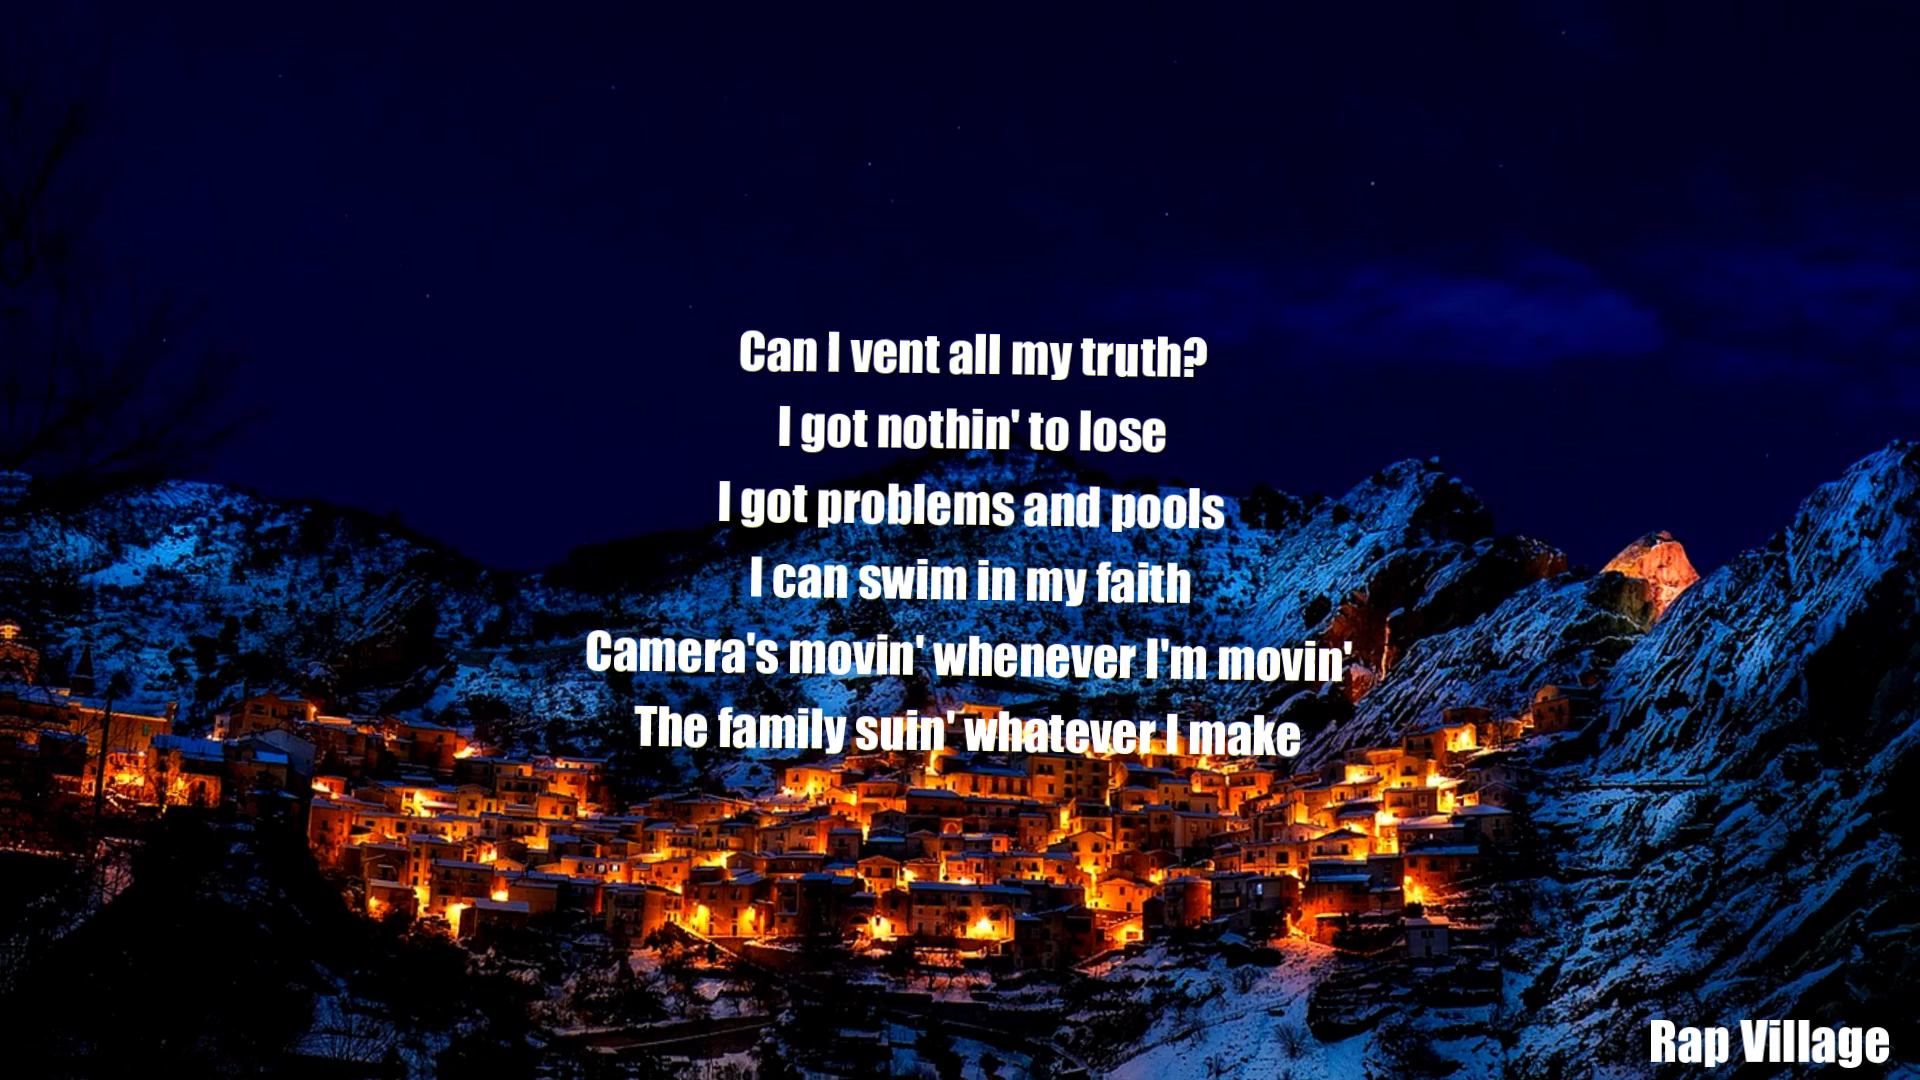 Can I vent all my truth?
I got nothin' to lose
I got problems and pools
I can swim in my faith
Camera's movin' whenever I'm movin'
The family suin' whatever I make
Rap Village